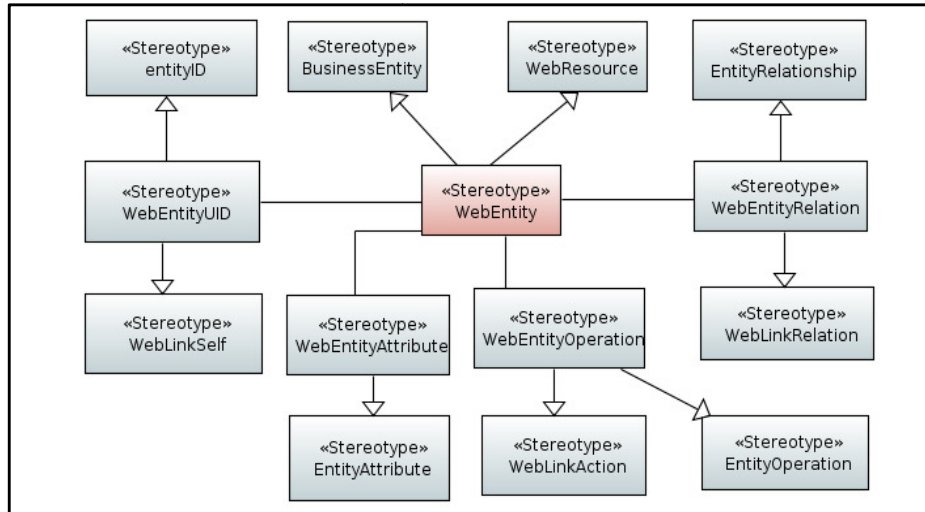 «Stereotype»
entityID
«Stereotype»
BusinessEntity
«Stereotype»
WebResource
«Stereotype»
EntityRelationship
«Stereotype»
WebEntityUID
«Stereotype»
WebEntity
«Stereotype»
WebEntityRelation
«Stereotype»
WebLinkSelf
«Stereotype»
WebEntityAttribute
«Stereotype»
WebEntityOperation
«Stereotype»
WebLinkRelation
«Stereotype»
EntityAttribute
«Stereotype»
WebLinkAction
«Stereotype»
EntityOperation